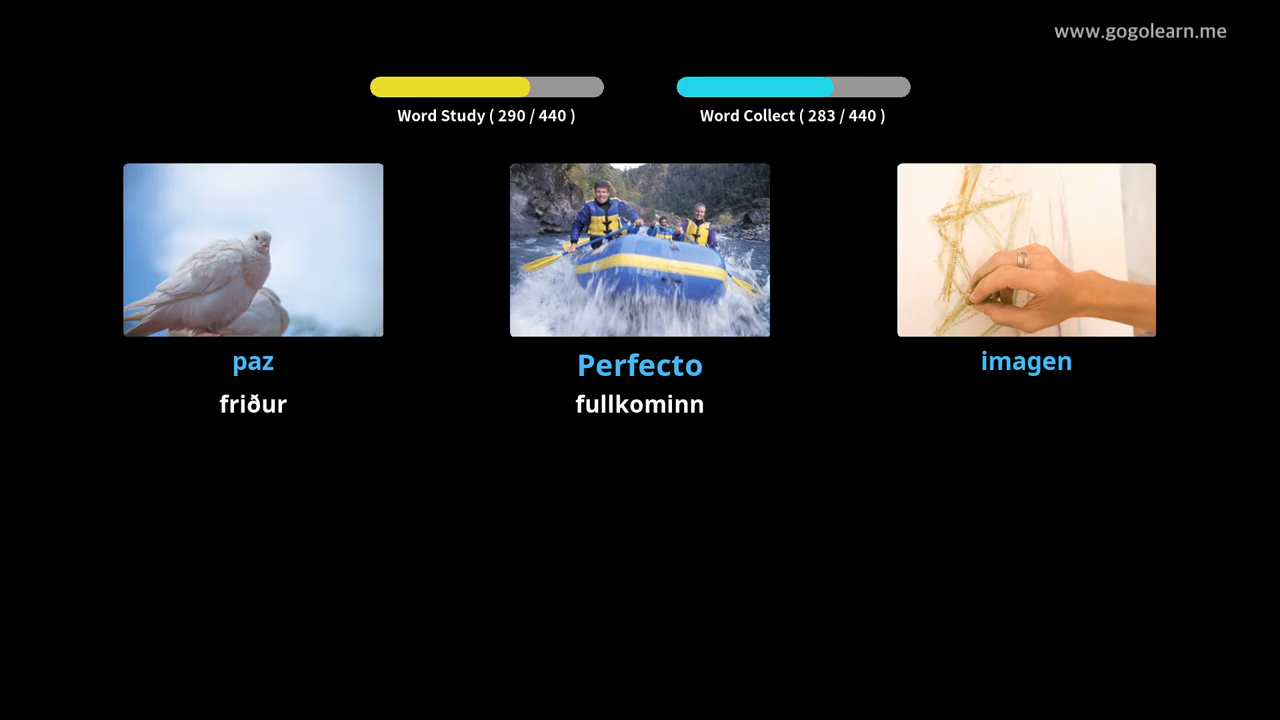 www.gogolearn.me
Word Study ( 290 / 440 )
Word Collect ( 283 / 440 )
paz
friður
Perfecto
fullkominn
imagen